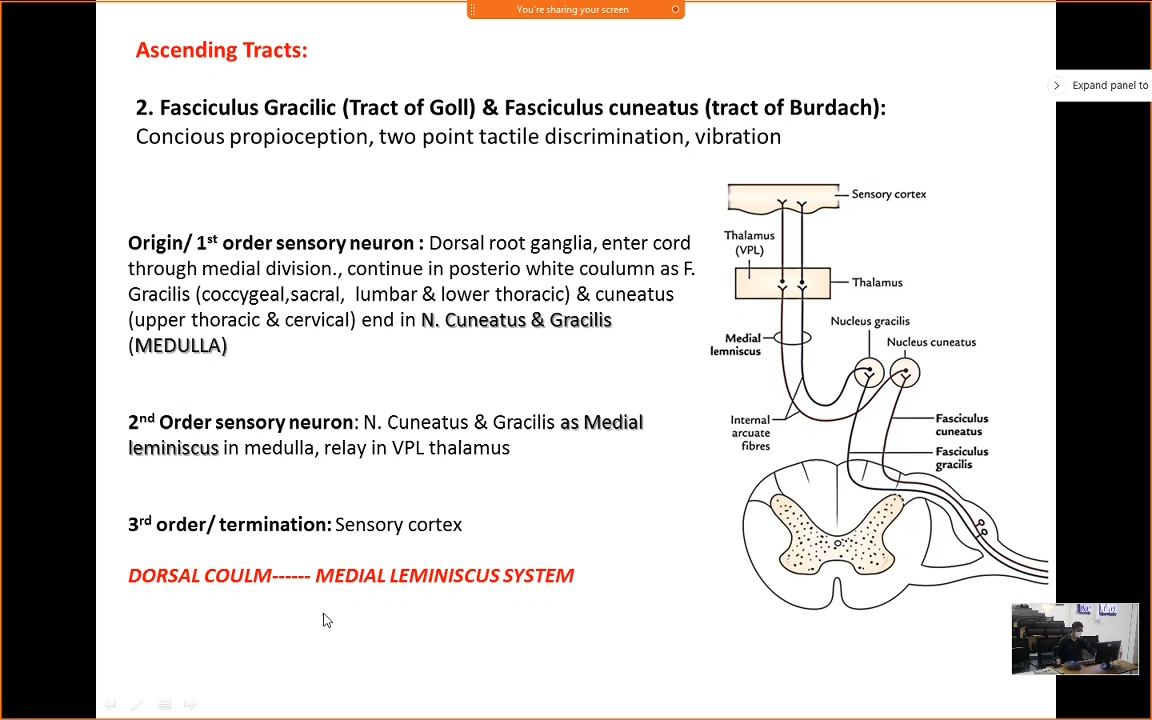 You're sharing your screen
Ascending Tracts:
Expand panel to
2. Fasciculus Gracilic (Tract of Goll) & Fasciculus cuneatus (tract of Burdach):
Concious propioception, two point tactile discrimination, vibration
Origin/ 1st order sensory neuron : Dorsal root ganglia, enter cord
through medial division., continue in posterio white coulumn as F.
Gracilis (coccygeal,sacral, lumbar & lower thoracic) & cuneatus
(upper thoracic & cervical) end in N. Cuneatus & Gracilis
(MEDULLA)
2nd Order sensory neuron: N. Cuneatus & Gracilis as Medial
leminiscus in medulla, relay in VPL thalamus
3rd order/ termination: Sensory cortex
DORSAL COULM------ MEDIAL LEMINISCUS SYSTEM
Sensory cortex
Thalamus
(VPL)
Thalamus
Nucleus gracilis
Nucleus cuneatus
Medial
lemniscus
Internal
arcuate
fibres
Fasciculus
cuneatus
Fasciculus
gracilis